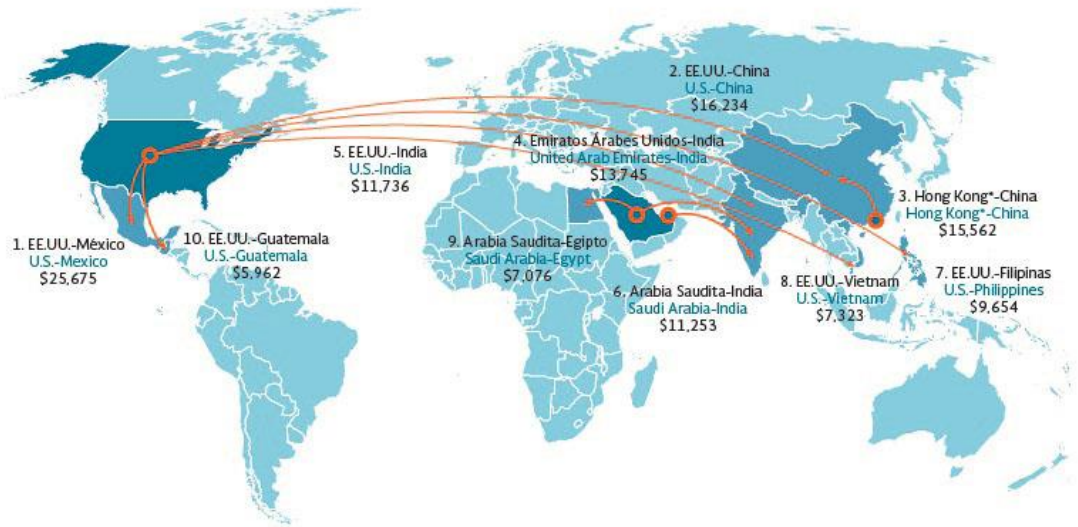 2. EE.UU.-China
U.S.-China
$16,234
4. Emiratos Árabes Unidos-India
United Arab Emirates-India
$13,745
5. EE.UU.-India
U.S.-India
$11,736
3. Hong Kong*-China
Hong Kong*-China
$15,562
1. EE.UU.-México
U.S.-Mexico
$25,675
10. EE.UU.-Guatemala
U.S.-Guatemala
$5,962
9. Arabia Saudita-Egipto
Saudi Arabia-Egypt
$7,076
6. Arabia Saudita-India
Saudi Arabia-India
$11,253
8. EE.UU.-Vietnam
U.S.-Vietnam
$7,323
7. EE.UU.-Filipinas
U.S.-Philippines
$9,654